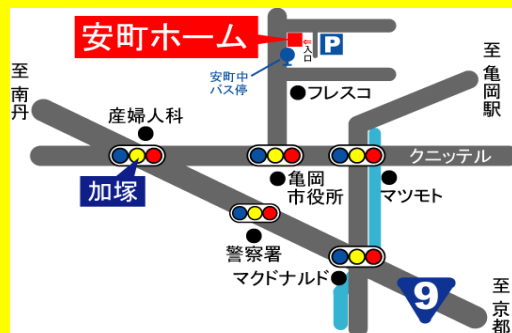 安町ホーム
入口
P
安町中
バス停
至亀岡駅
至南丹
フレスコ
産婦人科
クニッテル
加塚
亀岡
市役所
マツモト
警察署
マクドナルド
9
至京都